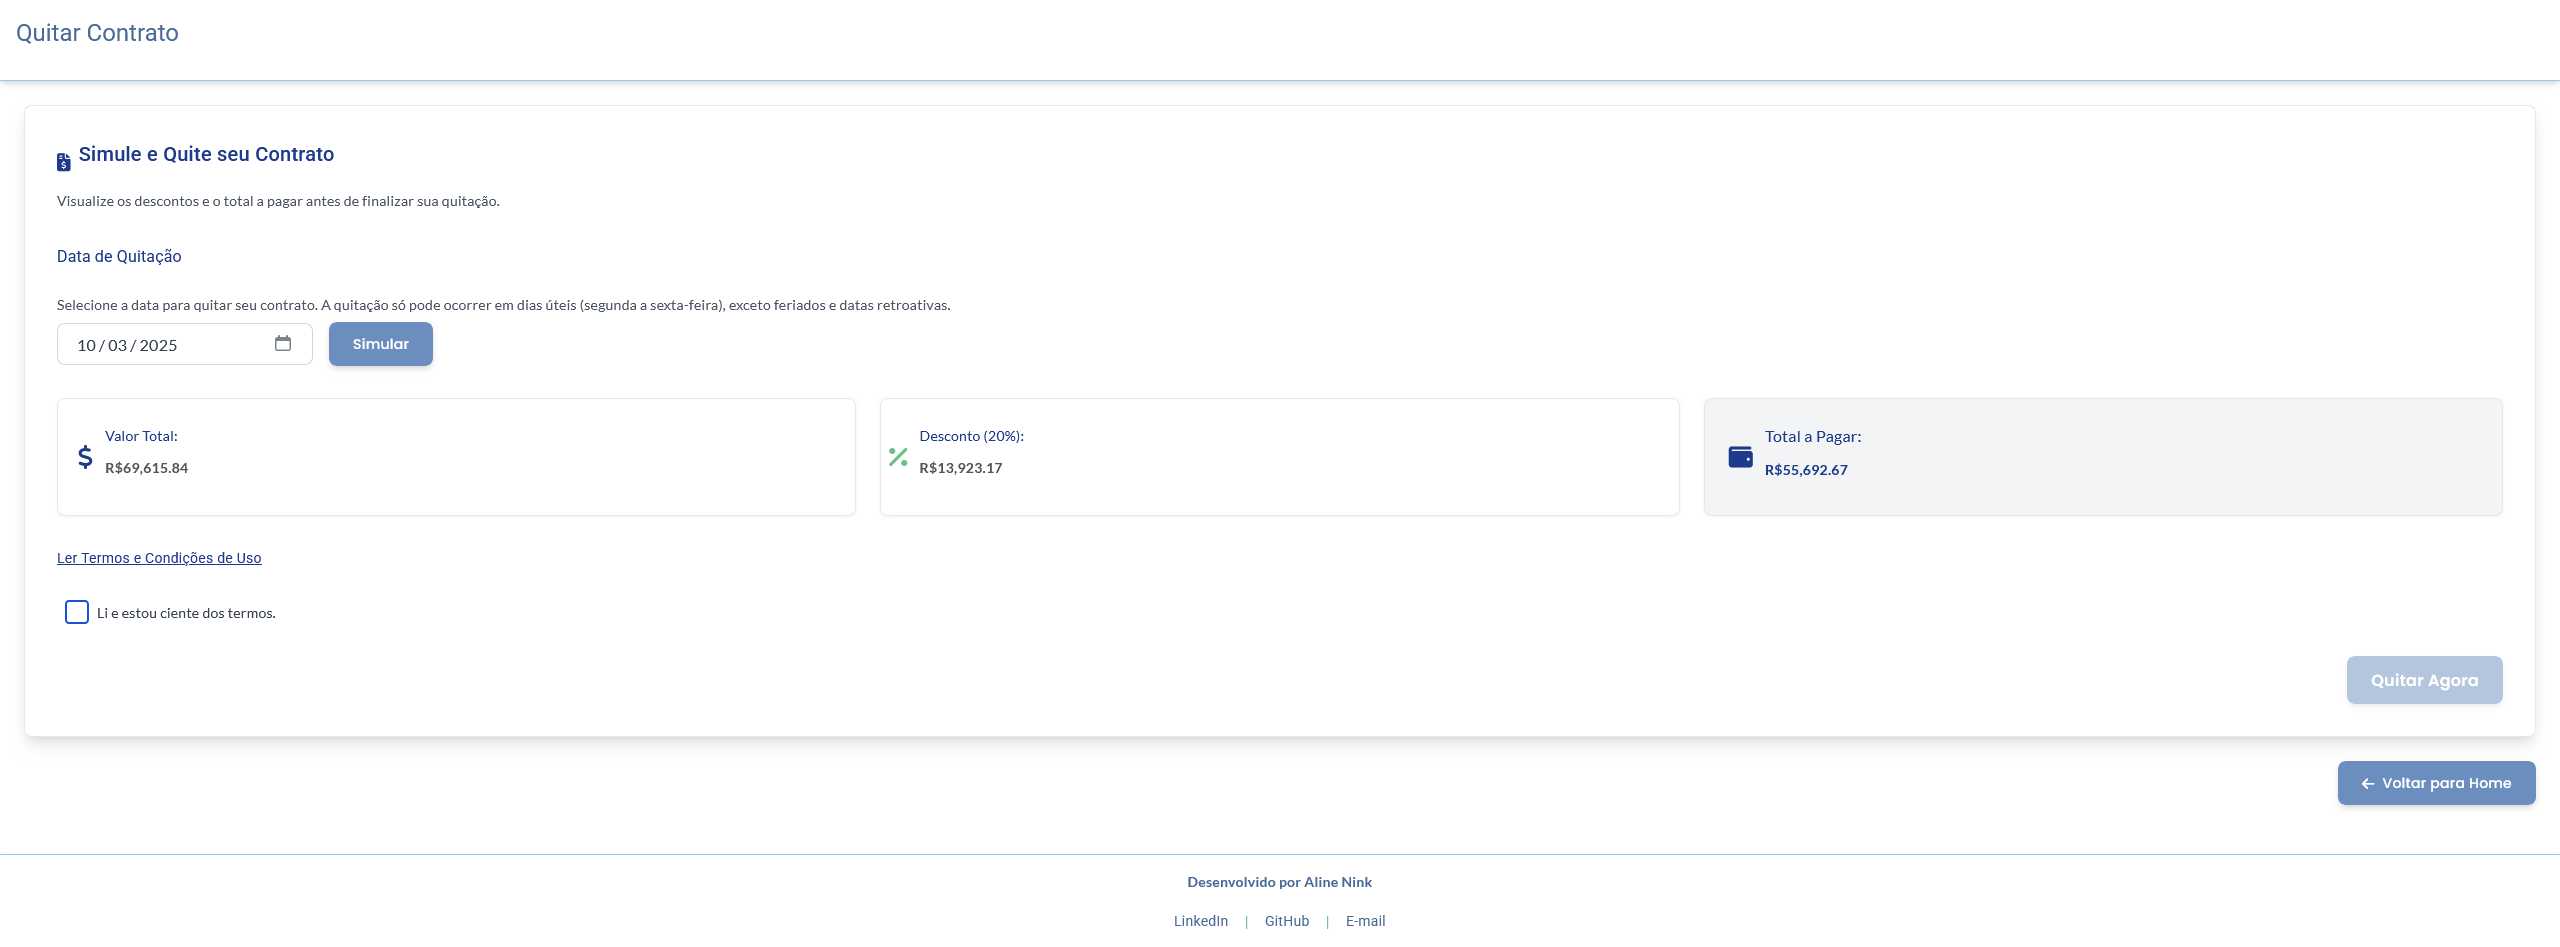 Quitar Contrato
Simule e Quite seu Contrato
Visualize os descontos e o total a pagar antes de finalizar sua quitação.
Data de Quitação
Selecione a data para quitar seu contrato. A quitação só pode ocorrer em dias úteis (segunda a sexta-feira), exceto feriados e datas retroativas.
10 / 03 / 2025
Simular
Valor Total:
R$69,615.84
Desconto (20%):
R$13,923.17
Total a Pagar:
R$55,692.67
Ler Termos e Condições de Uso
Li e estou ciente dos termos.
Quitar Agora
Voltar para Home
Desenvolvido por Aline Nink
LinkedIn | GitHub | E-mail